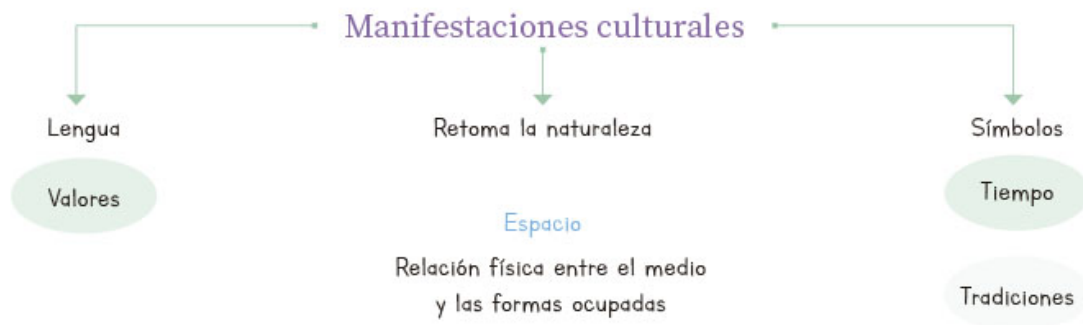 Manifestaciones culturales
Lengua
Retoma la naturaleza
Símbolos
Valores
Tiempo
Espacio
Relación física entre el medio
y las formas ocupadas
Tradiciones